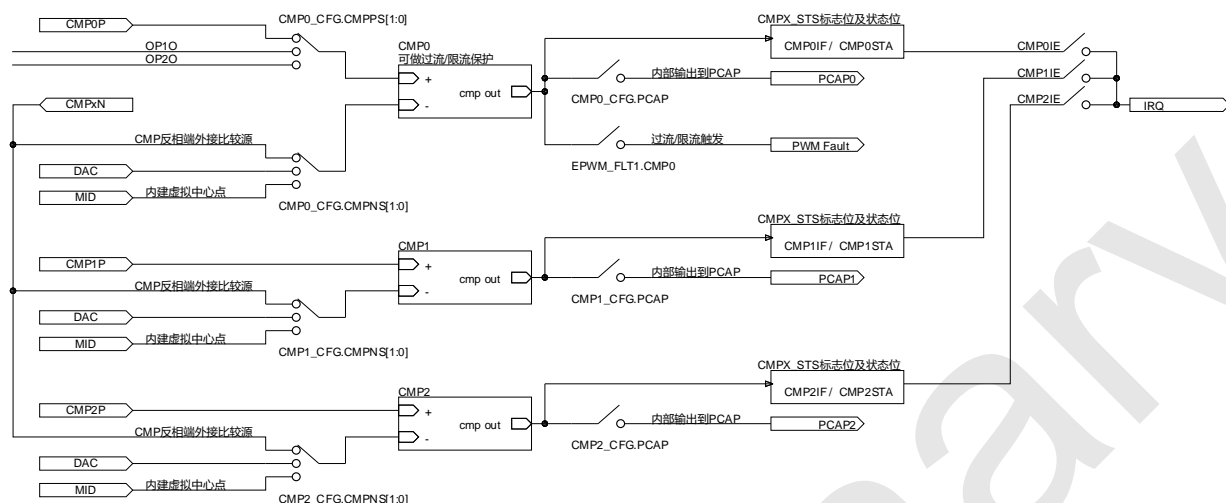 CMP0P
CMP0_CFG.CMPPS[1:0]
OP1O
OP2O
CMP0
可做过流/限流保护
+
-
cmp out
CMPX_STS标志位及状态位
CMP0IF / CMP0STA
CMP0IE
内部输出到PCAP
PCAP0
CMP0_CFG.PCAP
CMP1IE
CMP2IE
IRQ
CMPxN
CMP反相端外接比较源
过流/限流触发
PWM Fault
EPWM_FLT1.CMP0
DAC
MID
内建虚拟中心点
CMP0_CFG.CMPNS[1:0]
CMPX_STS标志位及状态位
CMP1IF / CMP1STA
CMP1
CMP1P
+
-
cmp out
内部输出到PCAP
PCAP1
CMP1_CFG.PCAP
CMP反相端外接比较源
DAC
MID
内建虚拟中心点
CMP1_CFG.CMPNS[1:0]
CMPX_STS标志位及状态位
CMP2IF / CMP2STA
CMP2
CMP2P
+
-
cmp out
内部输出到PCAP
PCAP2
CMP2_CFG.PCAP
CMP反相端外接比较源
DAC
MID
内建虚拟中心点
CMP2_CFG.CMPNS[1:0]
ary